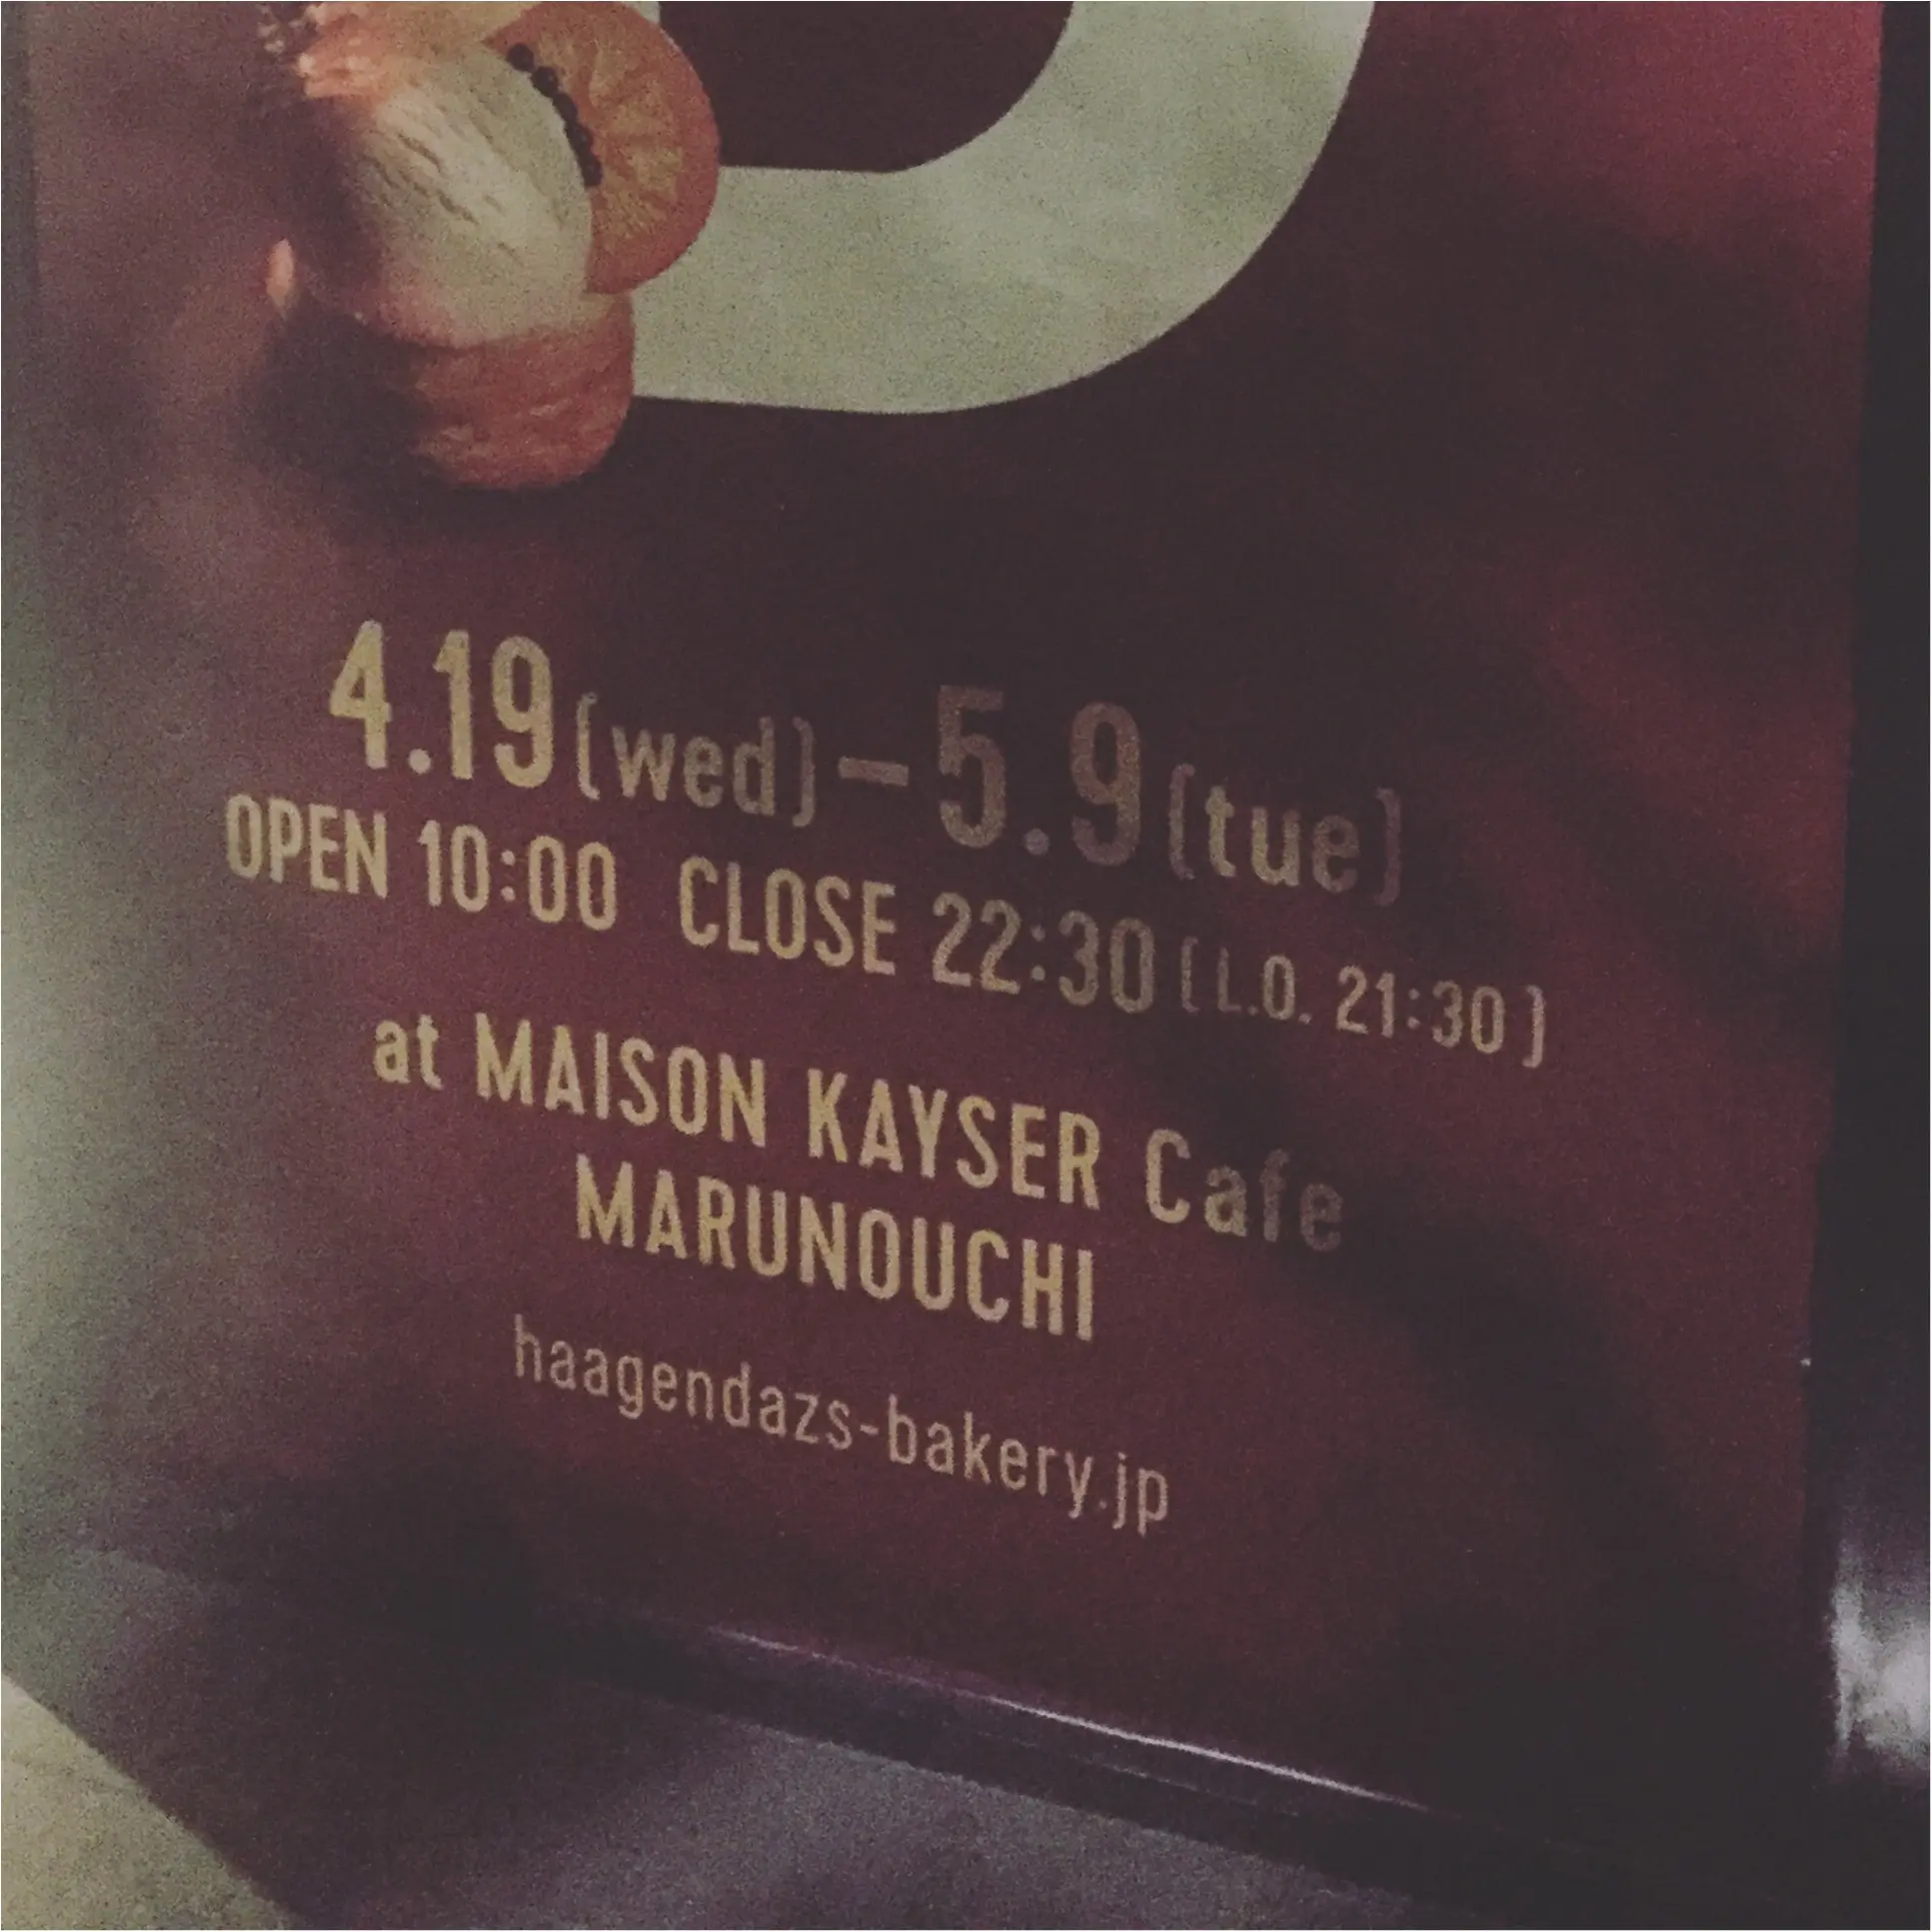 4.19(wed)–5.9(tue)
OPEN 10:00 CLOSE 22:30 (L.O. 21:30)
at MAISON KAYSER Cafe
MARUNOUCHI
haagendazs-bakery.jp